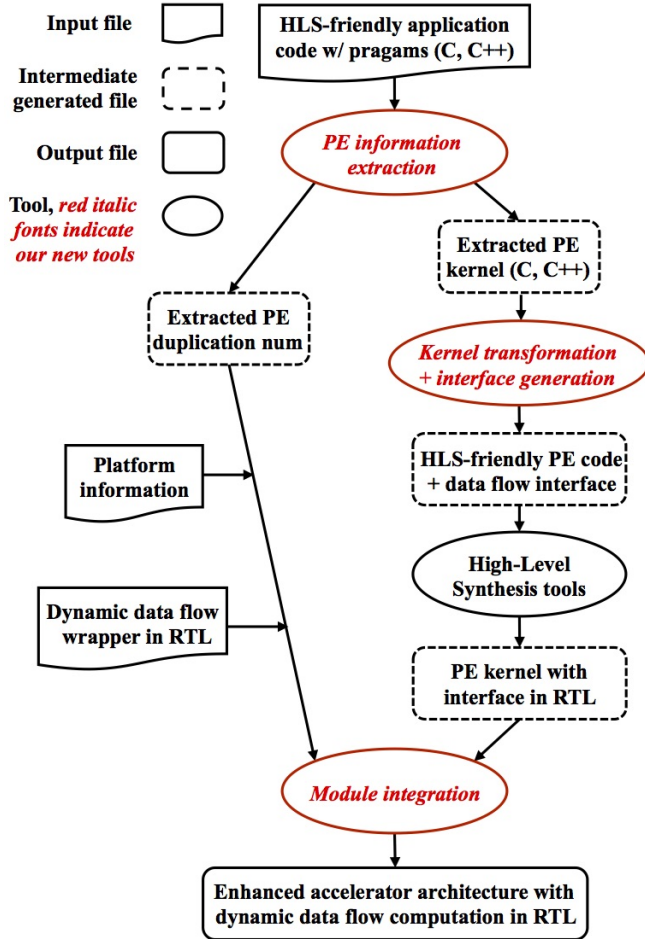 Input file
Intermediate
generated file
Output file
Tool, red italic
fonts indicate
our new tools
HLS-friendly application
code w/ pragams (C, C++)
PE information
extraction
Extracted PE
kernel (C, C++)
Extracted PE
duplication num
Kernel transformation
+ interface generation
Platform
information
HLS-friendly PE code
+ data flow interface
High-Level
Synthesis tools
Dynamic data flow
wrapper in RTL
PE kernel with
interface in RTL
Module integration
Enhanced accelerator architecture with
dynamic data flow computation in RTL